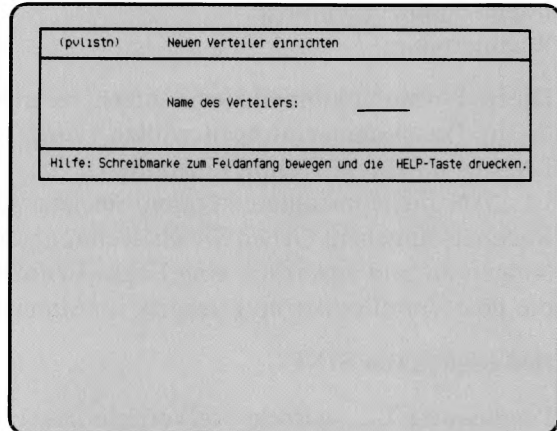 (pvlistn) Neuen Verteiler einrichten
Name des Verteilers:
Hilfe: Schreibmarke zum Feldanfang bewegen und die HELP-Taste druecken.